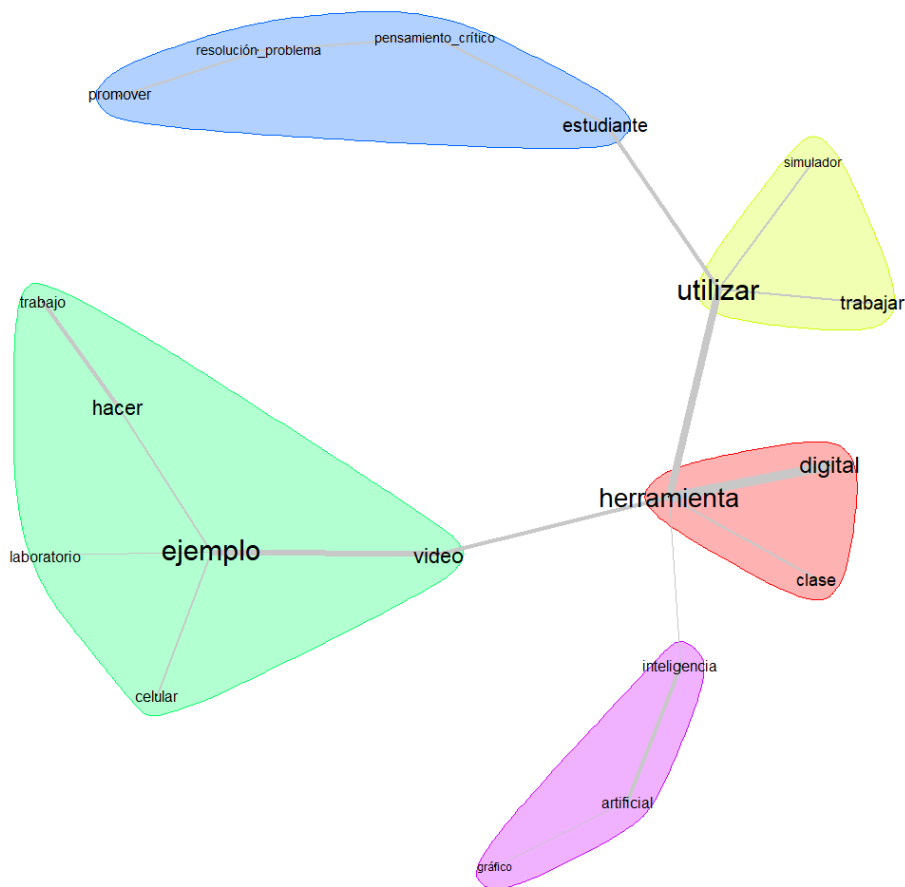 pensamiento_crítico
resolución_problema
promover
estudiante
simulador
utilizar
trabajar
trabajo
hacer
digital
herramienta
ejemplo
video
laboratorio
clase
inteligencia
celular
artificial
gráfico